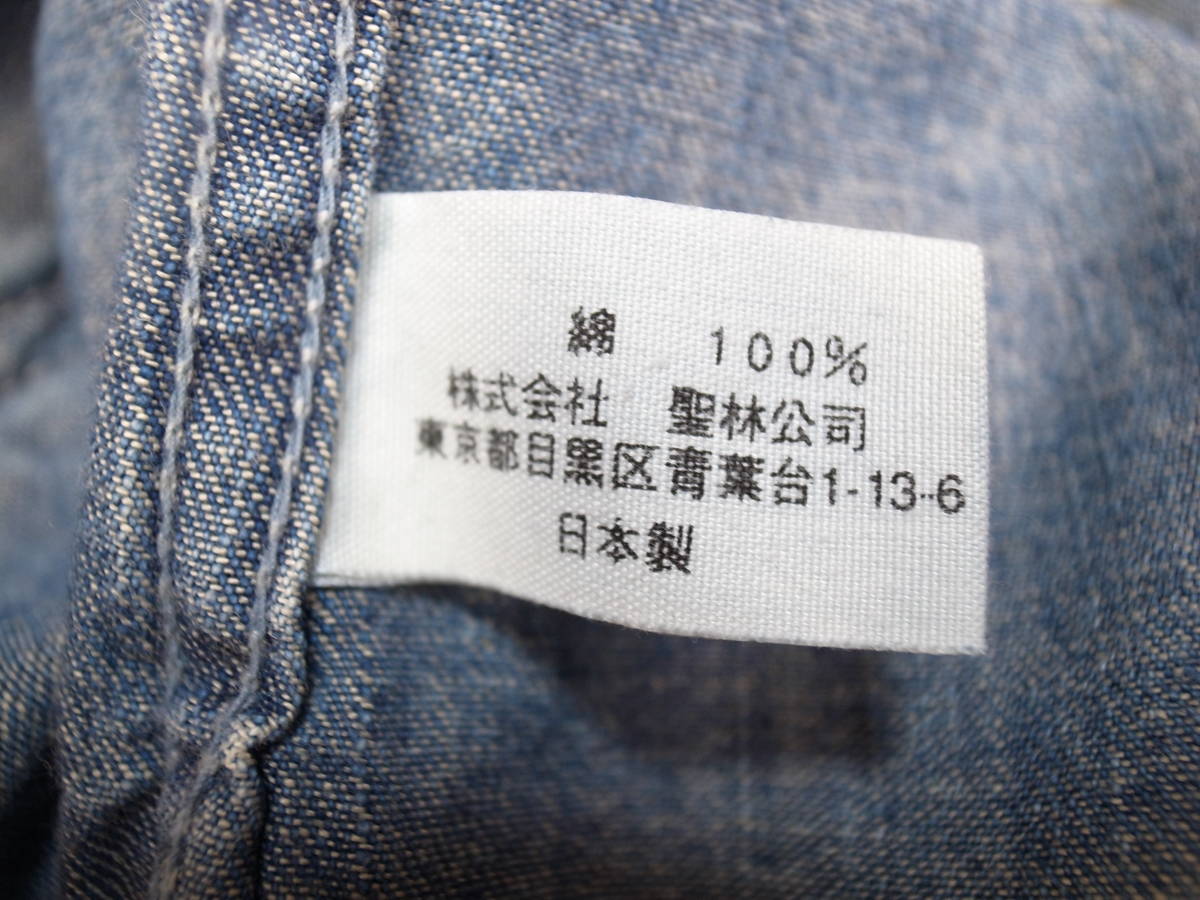 綿 100%
株式会社 聖林公司
東京都目黒区青葉台1-13-6
日本製